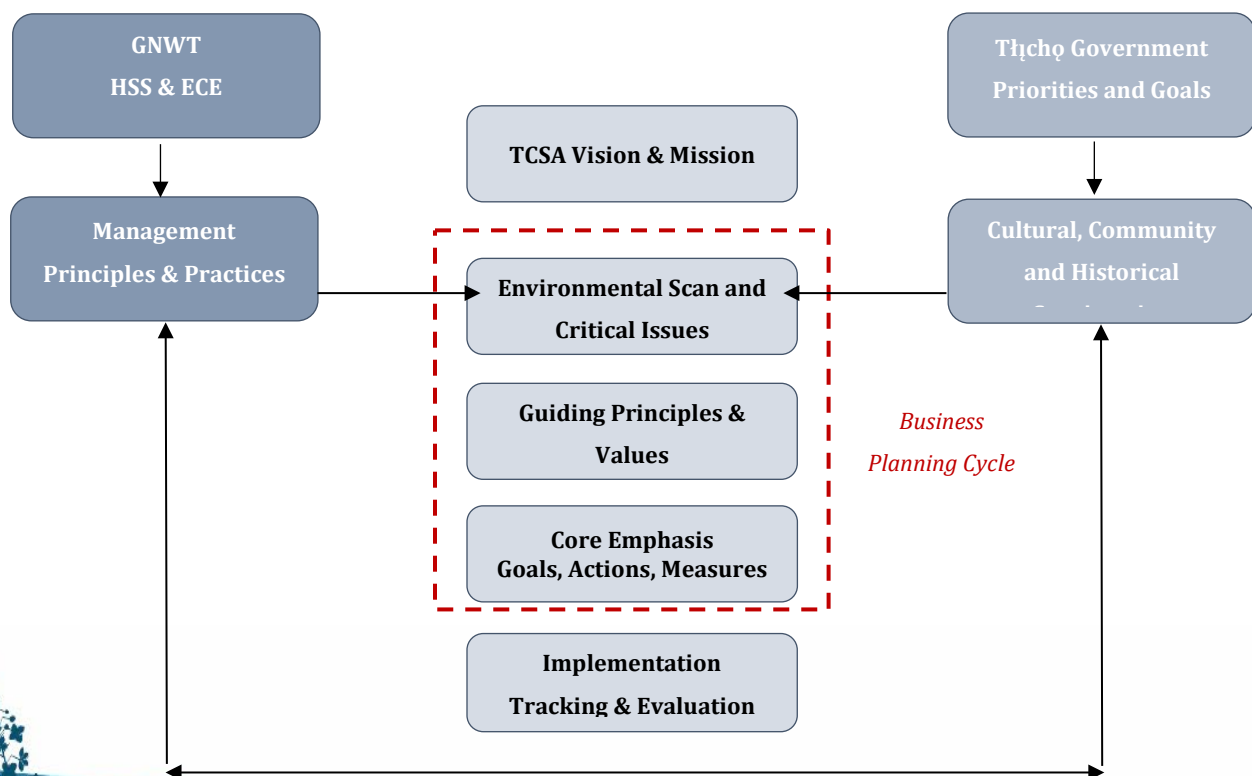 GNWT
HSS & ECE
Tłı̨chǫ Government
Priorities and Goals
TCSA Vision & Mission
Management
Principles & Practices
Cultural, Community
and Historical
Environmental Scan and
Critical Issues
Guiding Principles &
Values
Business
Planning Cycle
Core Emphasis
Goals, Actions, Measures
Implementation
Tracking & Evaluation